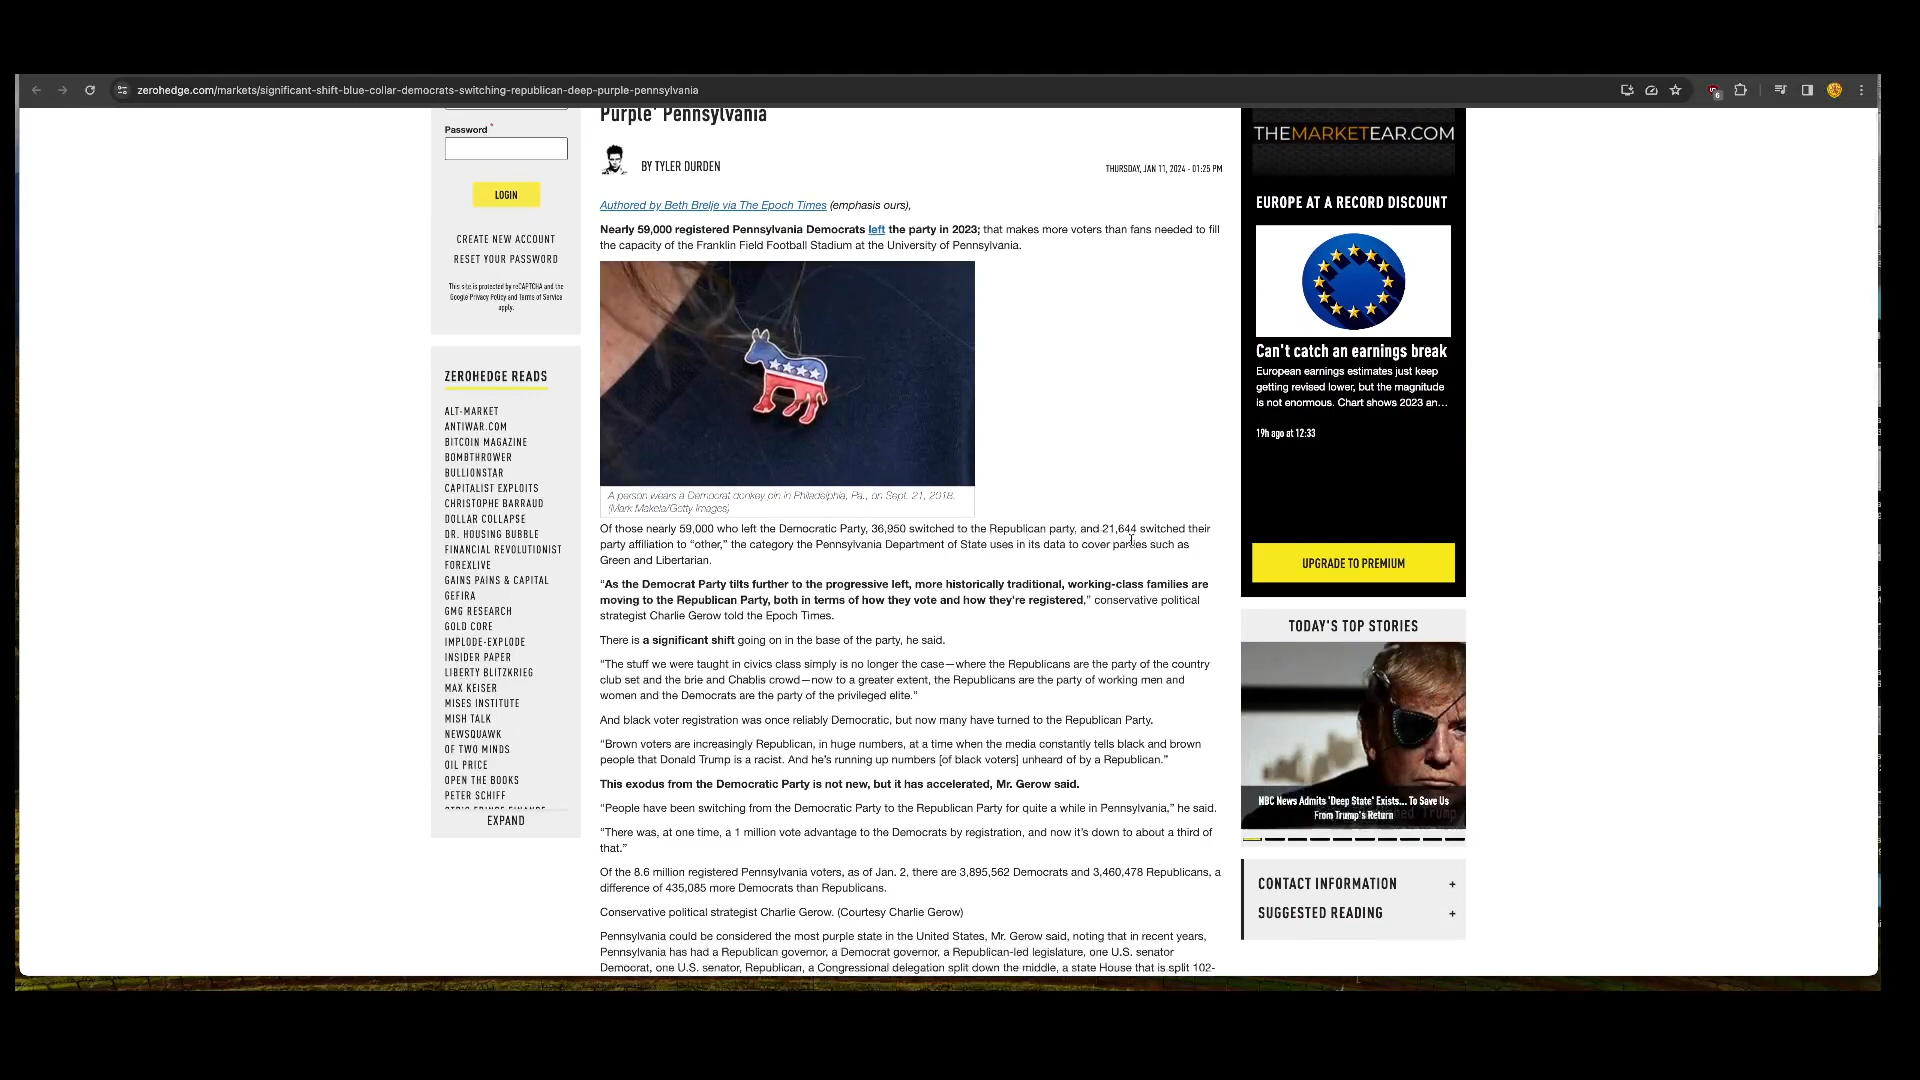 zerohedge.com/markets/significant-shift-blue-collar-democrats-switching-republican-deep-purple-pennsylvania
6
Password *
LOGIN
CREATE NEW ACCOUNT
RESET YOUR PASSWORD
This site is protected by reCAPTCHA and the
Google Privacy Policy and Terms of Service
apply.
ZEROHEDGE READS
ALT-MARKET
ANTIWAR.COM
BITCOIN MAGAZINE
BOMBTHROWER
BULLIONSTAR
CAPITALIST EXPLOITS
CHRISTOPHE BARRAUD
DOLLAR COLLAPSE
DR. HOUSING BUBBLE
FINANCIAL REVOLUTIONIST
FOREXLIVE
GAINS PAINS & CAPITAL
GEFIRA
GMG RESEARCH
GOLD CORE
IMPLODE-EXPLODE
INSIDER PAPER
LIBERTY BLITZKRIEG
MAX KEISER
MISES INSTITUTE
MISH TALK
NEWSQUAWK
OF TWO MINDS
OIL PRICE
OPEN THE BOOKS
PETER SCHIFF
EXPAND
Purple' Pennsylvania
BY TYLER DURDEN
THURSDAY, JAN 11, 2024 - 01:25 PM
Authored by Beth Brelje via The Epoch Times (emphasis ours),
Nearly 59,000 registered Pennsylvania Democrats left the party in 2023; that makes more voters than fans needed to fill
the capacity of the Franklin Field Football Stadium at the University of Pennsylvania.
A person wears a Democrat donkey pin in Philadelphia, Pa., on Sept. 21, 2018.
(Mark Makela/Getty Images)
Of those nearly 59,000 who left the Democratic Party, 36,950 switched to the Republican party, and 21,644 switched their
party affiliation to “other,” the category the Pennsylvania Department of State uses in its data to cover parties such as
Green and Libertarian.
“As the Democrat Party tilts further to the progressive left, more historically traditional, working-class families are
moving to the Republican Party, both in terms of how they vote and how they're registered,” conservative political
strategist Charlie Gerow told the Epoch Times.
There is a significant shift going on in the base of the party, he said.
“The stuff we were taught in civics class simply is no longer the case—where the Republicans are the party of the country
club set and the brie and Chablis crowd—now to a greater extent, the Republicans are the party of working men and
women and the Democrats are the party of the privileged elite.”
And black voter registration was once reliably Democratic, but now many have turned to the Republican Party.
“Brown voters are increasingly Republican, in huge numbers, at a time when the media constantly tells black and brown
people that Donald Trump is a racist. And he’s running up numbers [of black voters] unheard of by a Republican.”
This exodus from the Democratic Party is not new, but it has accelerated, Mr. Gerow said.
“People have been switching from the Democratic Party to the Republican Party for quite a while in Pennsylvania,” he said.
“There was, at one time, a 1 million vote advantage to the Democrats by registration, and now it’s down to about a third of
that.”
Of the 8.6 million registered Pennsylvania voters, as of Jan. 2, there are 3,895,562 Democrats and 3,460,478 Republicans, a
difference of 435,085 more Democrats than Republicans.
Conservative political strategist Charlie Gerow. (Courtesy Charlie Gerow)
Pennsylvania could be considered the most purple state in the United States, Mr. Gerow said, noting that in recent years,
Pennsylvania has had a Republican governor, a Democrat governor, a Republican-led legislature, one U.S. senator
Democrat, one U.S. senator, Republican, a Congressional delegation split down the middle, a state House that is split 102-
THEMARKETEAR.COM
EUROPE AT A RECORD DISCOUNT
Can't catch an earnings break
European earnings estimates just keep
getting revised lower, but the magnitude
is not enormous. Chart shows 2023 an...
19h ago at 12:33
UPGRADE TO PREMIUM
TODAY'S TOP STORIES
NBC News Admits 'Deep State' Exists... To Save Us
From Trump's Return
CONTACT INFORMATION +
SUGGESTED READING +